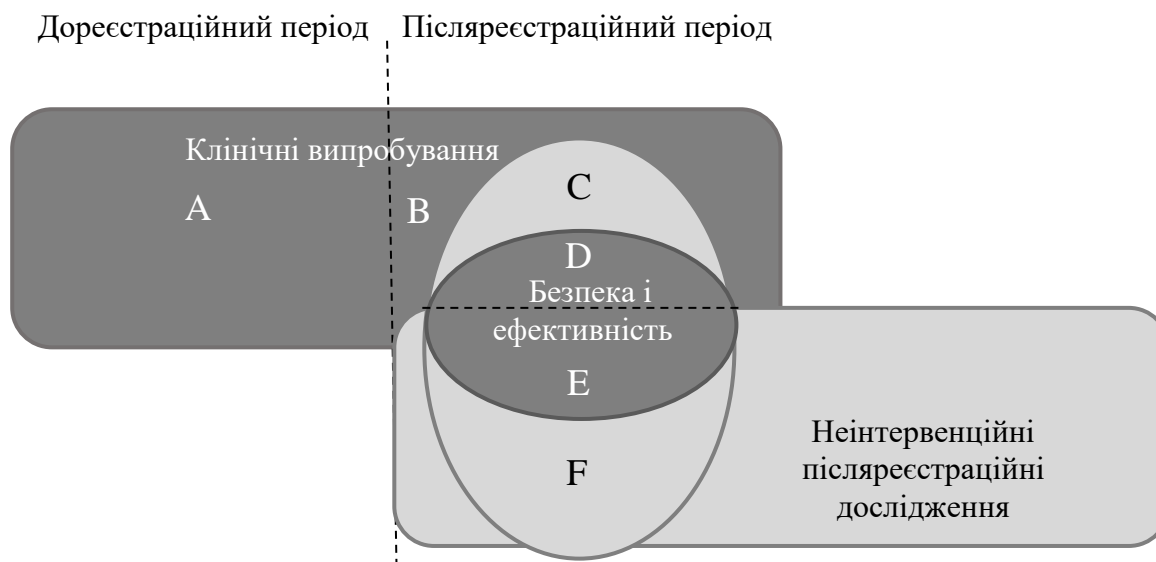 Дореєстраційний період
Післяреєстраційний період
Клінічні випробування
A
B
C
D
Безпека і
ефективність
E
F
Неінтервенційні
післяреєстраційні
дослідження